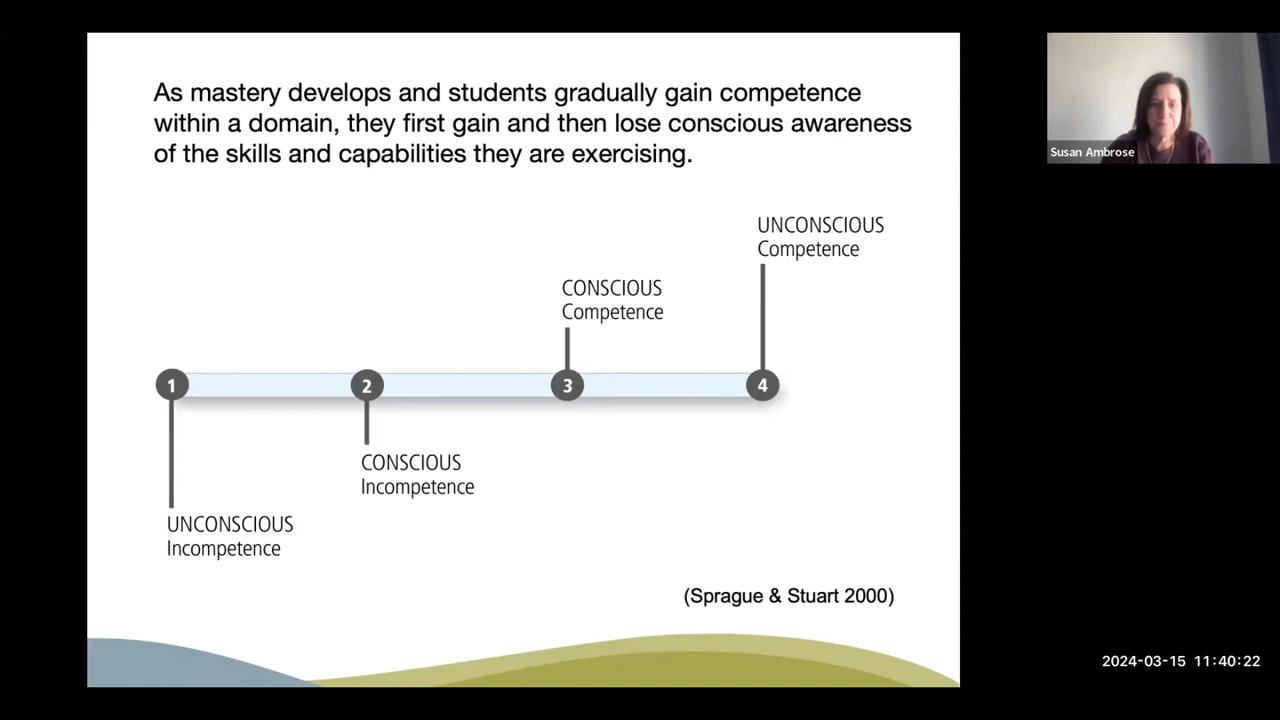 As mastery develops and students gradually gain competence
within a domain, they first gain and then lose conscious awareness
of the skills and capabilities they are exercising.
Susan Ambrose
UNCONSCIOUS
Competence
CONSCIOUS
Competence
1
2
3
4
CONSCIOUS
Incompetence
UNCONSCIOUS
Incompetence
(Sprague & Stuart 2000)
2024-03-15 11:40:22